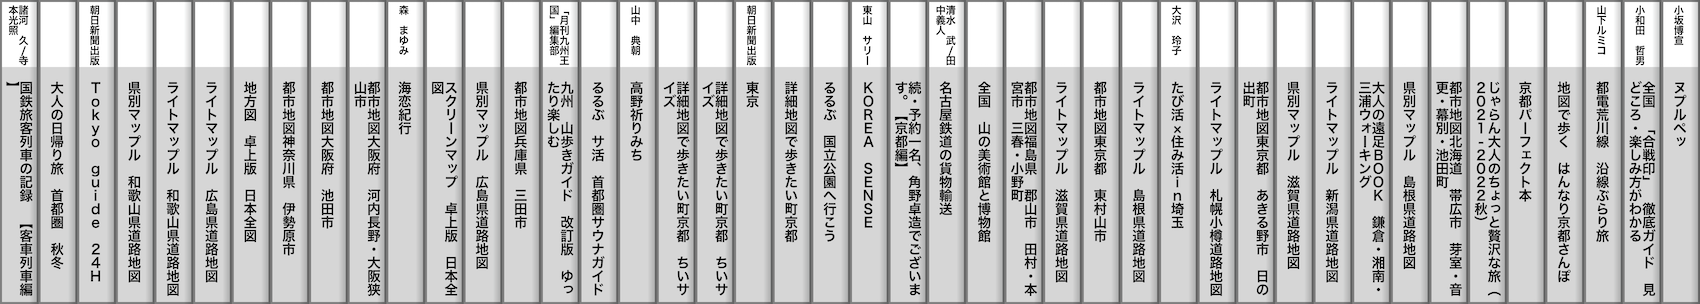 小坂博宣
ヌプルペッ
小和田　哲男
全国　「合戦印」　徹底ガイド　見
どころ・楽しみ方がわかる
山下ルミコ
都電荒川線　沿線ぶらり旅
地図で歩く　はんなり京都さんぽ
京都パーフェクト本
じゃらん大人のちょっと贅沢な旅（
２０２１-２０２２秋）
都市地図北海道　帯広市　芽室・音
更・幕別・池田町
県別マップル　島根県道路地図
大人の遠足ＢＯＯＫ　鎌倉・湘南・
三浦ウォーキング
ライトマップル　新潟県道路地図
県別マップル　滋賀県道路地図
都市地図東京都　あきる野市　日の
出町
ライトマップル　札幌小樽道路地図
大沢　玲子
たび活×住み活ｉｎ埼玉
ライトマップル　島根県道路地図
都市地図東京都　東村山市
ライトマップル　滋賀県道路地図
都市地図福島県　郡山市　田村・本
宮市　三春・小野町
全国　山の美術館と博物館
清水　武/田
中義人
名古屋鉄道の貨物輸送
続・予約一名、角野卓造でございま
す。　【京都編】
東山　サリー
ＫＯＲＥＡ　ＳＥＮＳＥ
るるぶ　国立公園へ行こう
詳細地図で歩きたい町京都
朝日新聞出版
東京
詳細地図で歩きたい町京都　ちいサ
イズ
詳細地図で歩きたい町京都　ちいサ
イズ
山中　典朝
高野祈りみち
るるぶ　サ活　首都圏サウナガイド
「月刊九州王
国」編集部
九州　山歩きガイド　改訂版　ゆっ
たり楽しむ
都市地図兵庫県　三田市
県別マップル　広島県道路地図
スクリーンマップ　卓上版　日本全
図
森　まゆみ
海恋紀行
都市地図大阪府　河内長野・大阪狭
山市
都市地図大阪府　池田市
都市地図神奈川県　伊勢原市
地方図　卓上版　日本全図
ライトマップル　広島県道路地図
ライトマップル　和歌山県道路地図
県別マップル　和歌山県道路地図
朝日新聞出版
Ｔｏｋｙｏ　ｇｕｉｄｅ　２４Ｈ
大人の日帰り旅　首都圏　秋冬
諸河　久/寺
本光照
国鉄旅客列車の記録　【客車列車編
】